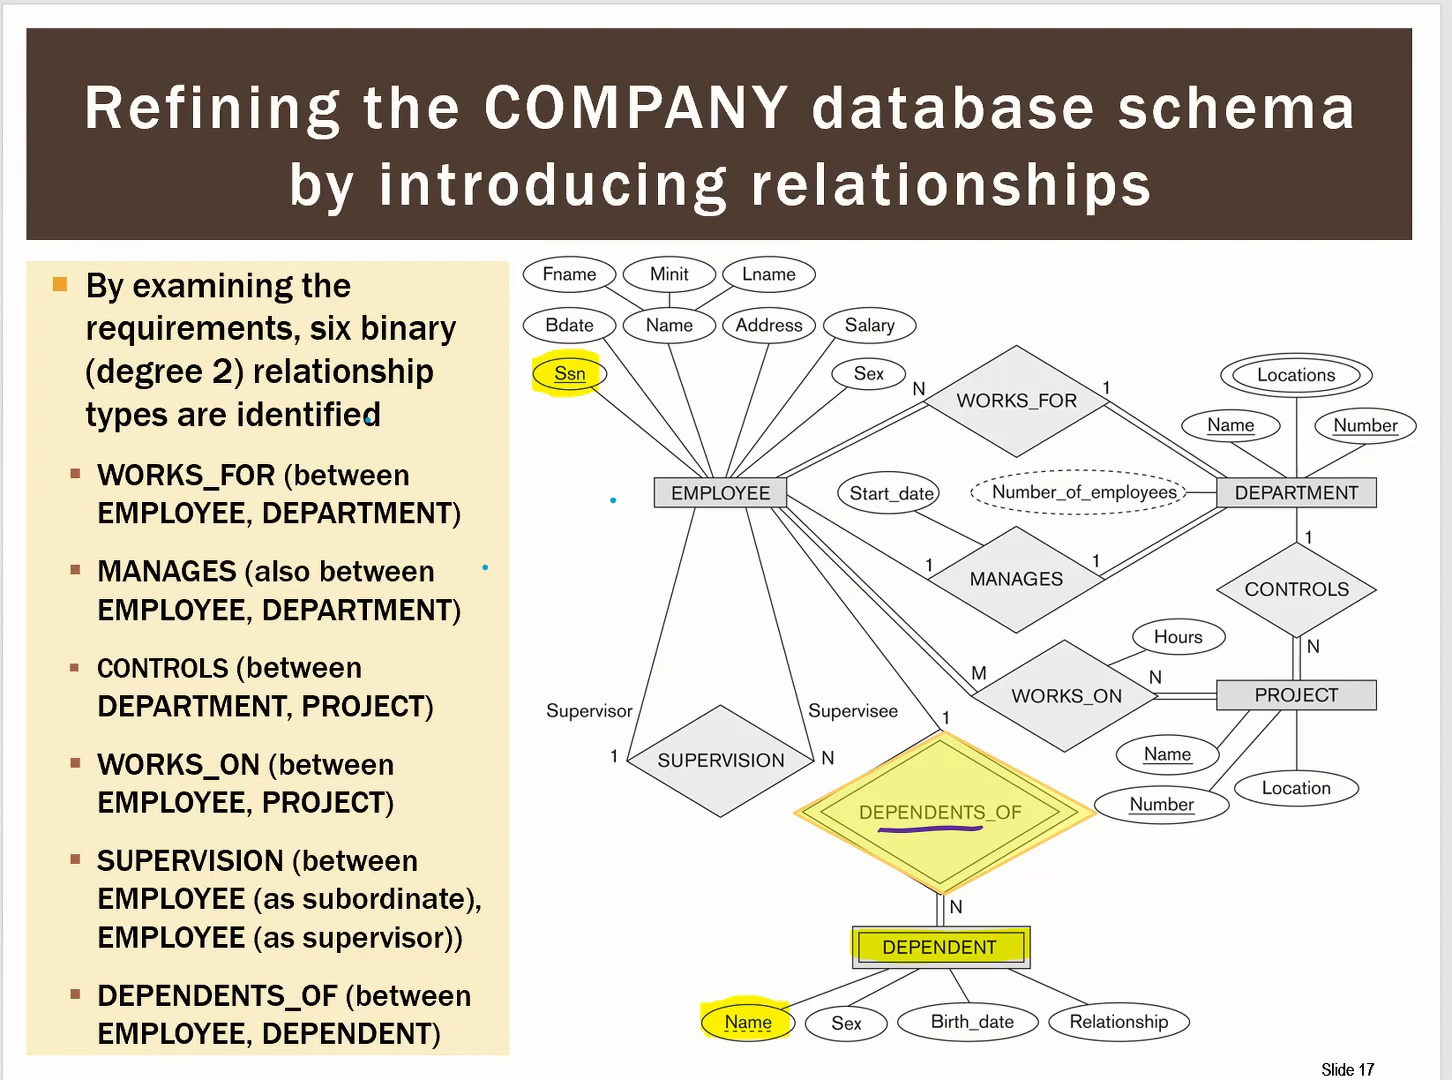 Refining the COMPANY database schema
by introducing relationships
By examining the
requirements, six binary
(degree 2) relationship
types are identified
WORKS_FOR (between
EMPLOYEE, DEPARTMENT)
MANAGES (also between
EMPLOYEE, DEPARTMENT)
CONTROLS (between
DEPARTMENT, PROJECT)
WORKS_ON (between
EMPLOYEE, PROJECT)
SUPERVISION (between
EMPLOYEE (as subordinate),
EMPLOYEE (as supervisor))
DEPENDENTS_OF (between
EMPLOYEE, DEPENDENT)
Fname Minit Lname
Bdate Name Address Salary
Ssn Sex
N WORKS_FOR 1
Locations
Name Number
EMPLOYEE Start_date Number_of_employees DEPARTMENT
1 MANAGES 1
1
CONTROLS
N
Hours
M WORKS_ON N PROJECT
Supervisor Supervisee
1 SUPERVISION N
1
Name
Number
Location
DEPENDENTS_OF
N
DEPENDENT
Name Sex Birth_date Relationship
Slide 17